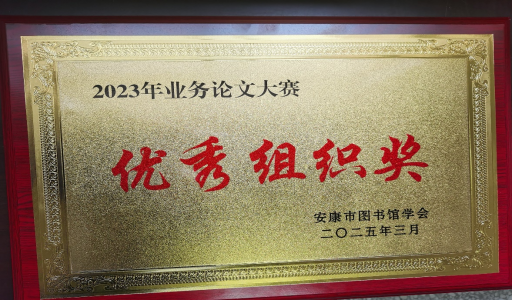 2023年业务论文大赛
优秀组织奖
安康市图书馆学会
二〇二五年三月